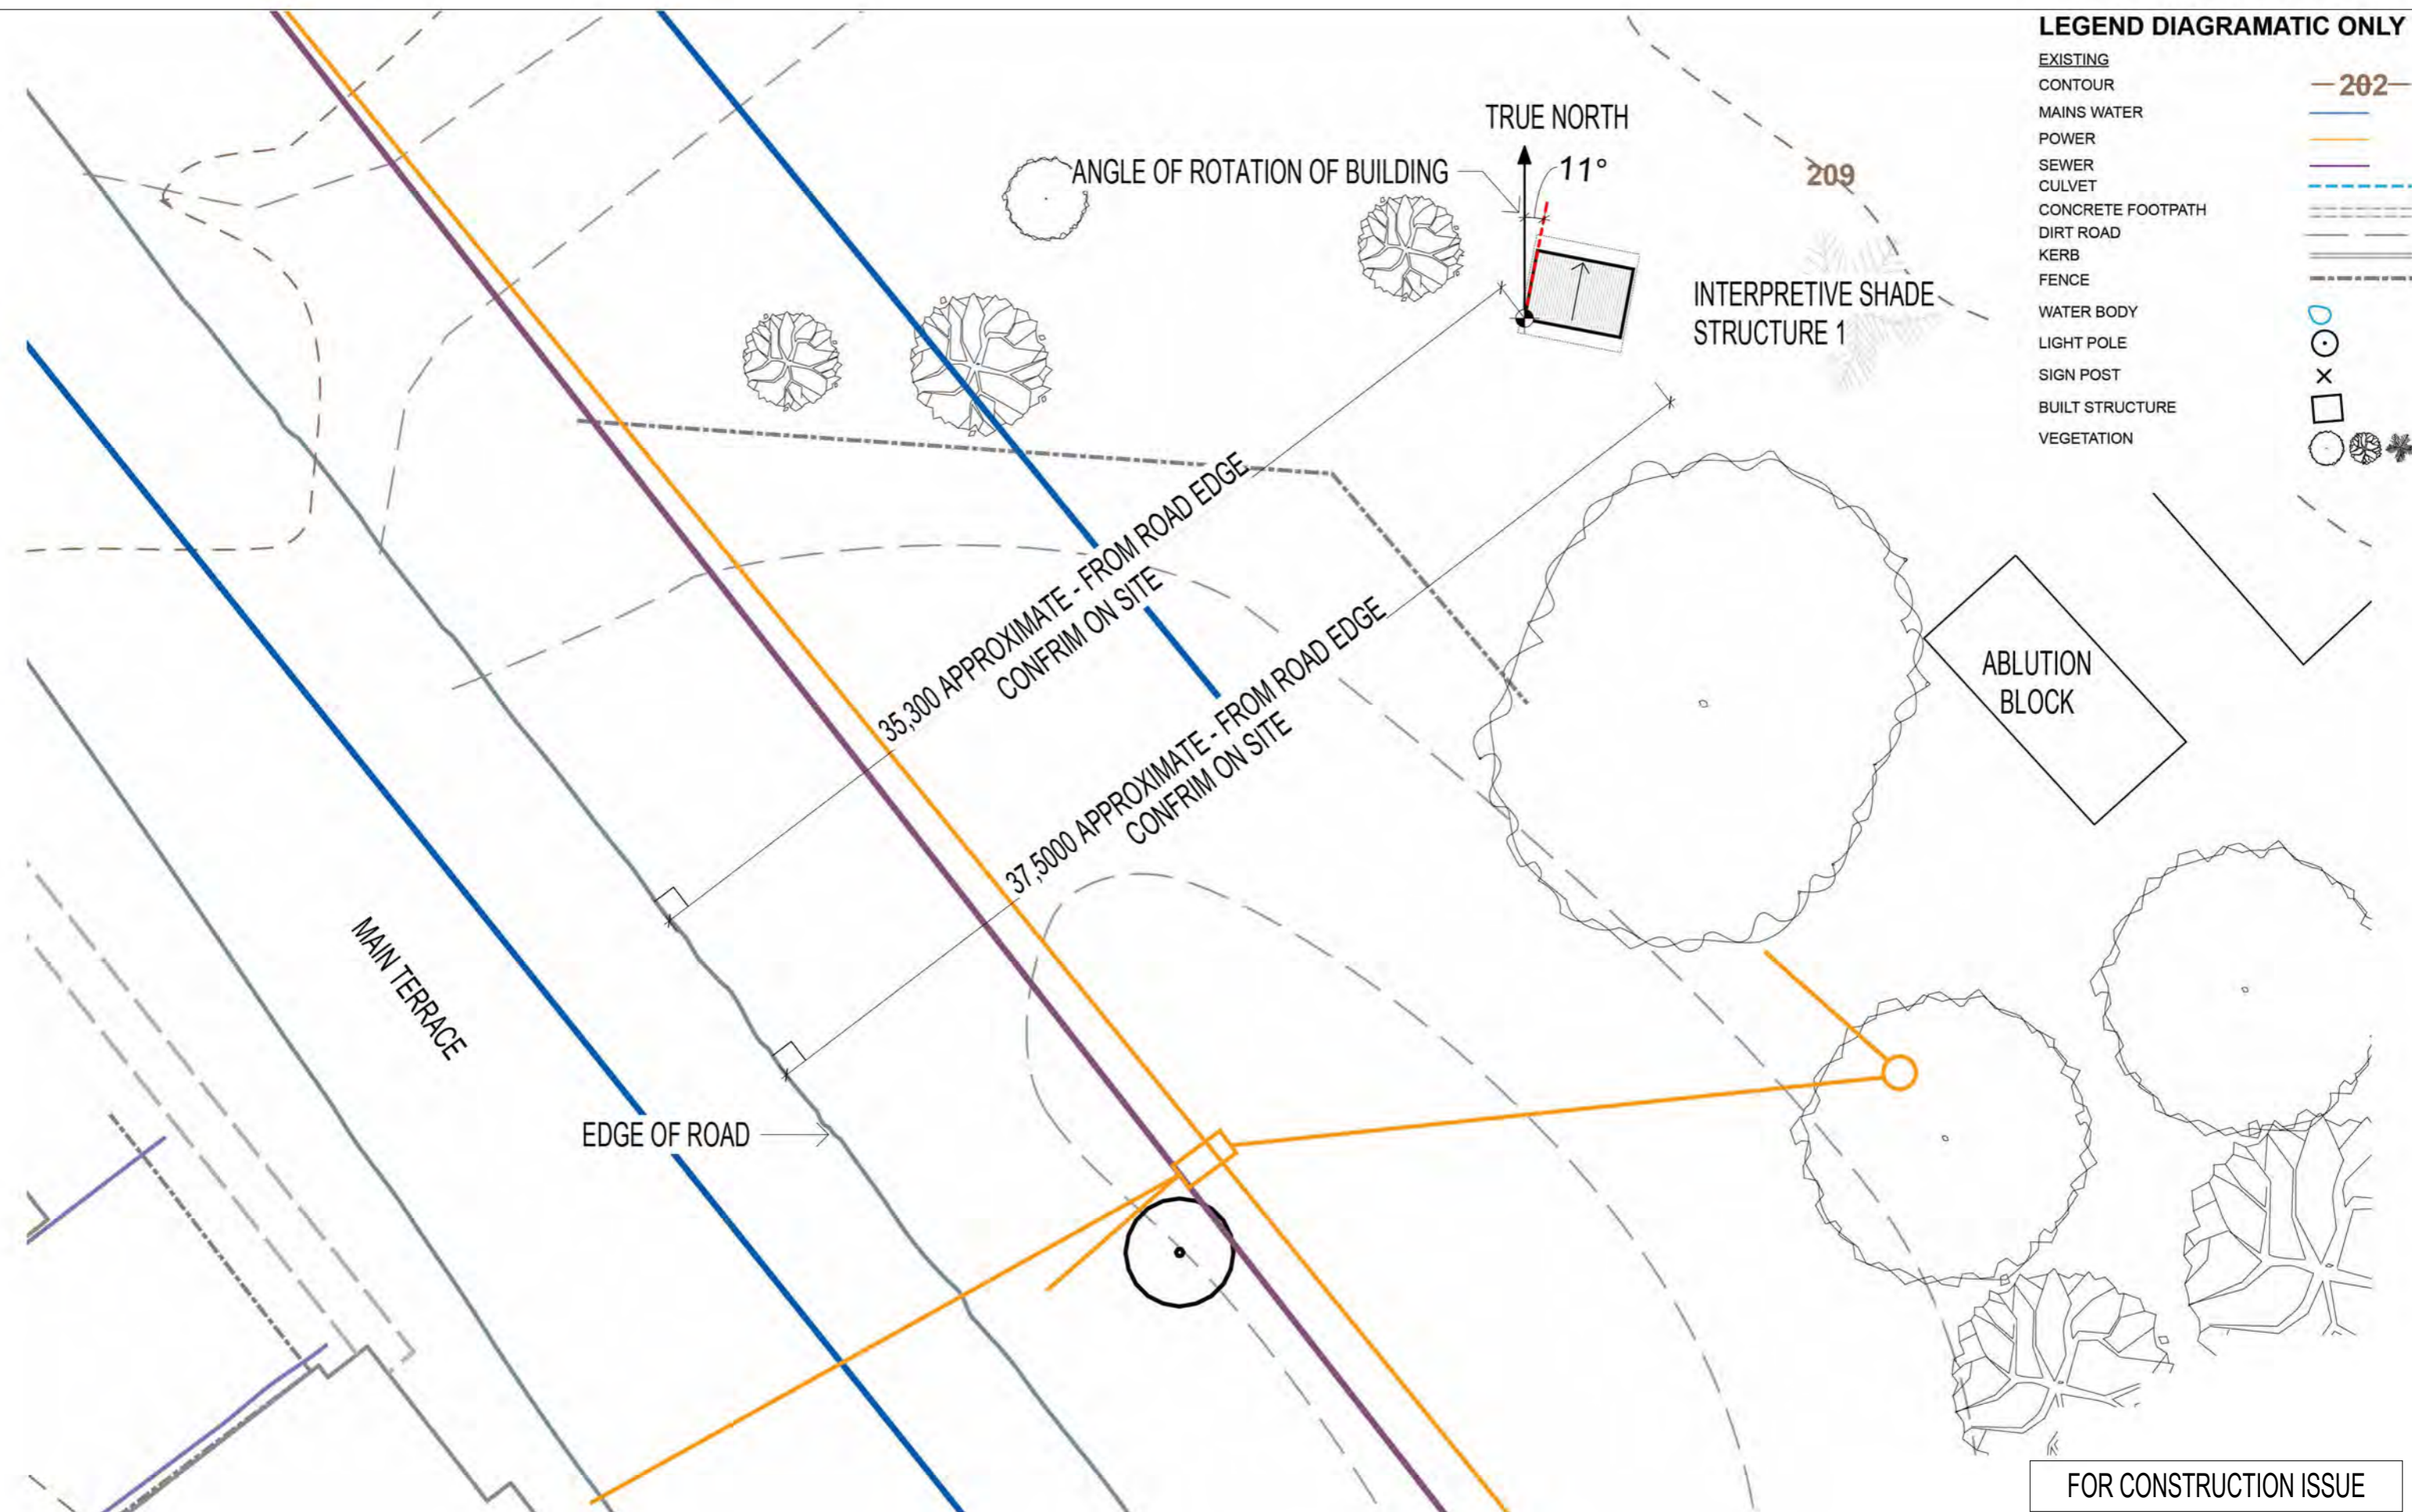 LEGEND DIAGRAMATIC ONLY
EXISTING
CONTOUR
202
MAINS WATER
POWER
SEWER
CULVET
CONCRETE FOOTPATH
DIRT ROAD
KERB
FENCE
WATER BODY
LIGHT POLE
SIGN POST
BUILT STRUCTURE
VEGETATION
TRUE NORTH
ANGLE OF ROTATION OF BUILDING
11°
209
INTERPRETIVE SHADE
STRUCTURE 1
35,300 APPROXIMATE - FROM ROAD EDGE
CONFRIM ON SITE
37,5000 APPROXIMATE - FROM ROAD EDGE
CONFRIM ON SITE
ABLUTION
BLOCK
MAIN TERRACE
EDGE OF ROAD
FOR CONSTRUCTION ISSUE